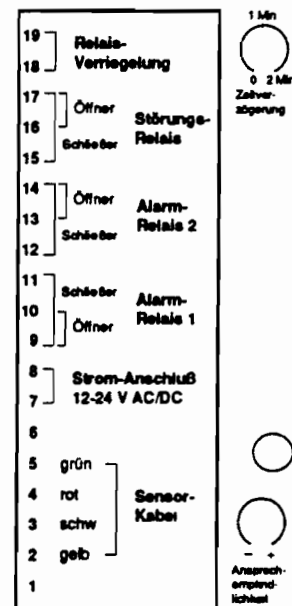 1 Min
0 2 Min
Zeitver-
zögerung
19
18
Relais-
Verriegelung
17
16
15
Öffner
Schließer
Störungs-
Relais
14
13
12
Öffner
Schließer
Alarm-
Relais 2
11
10
9
Schließer
Öffner
Alarm-
Relais 1
8
7
Strom-Anschluß
12-24 V AC/DC
6
5 grün
4 rot
3 schw
2 gelb
Sensor-
Kabel
1
- +
Ansprech-
empfind-
lichkeit